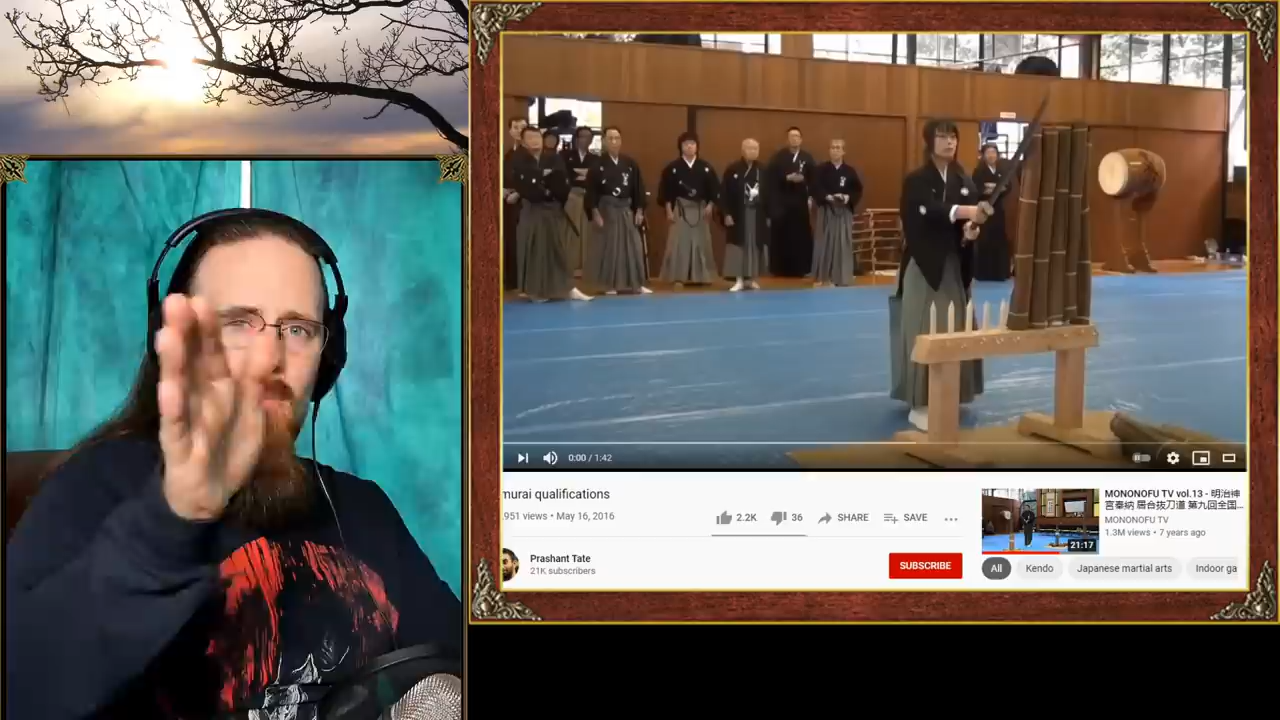 0:00 / 1:42
murai qualifications
951 views • May 16, 2016
2.2K
36
SHARE
SAVE
Prashant Tate
21K subscribers
SUBSCRIBE
MONONOFU TV vol.13 - 明治神
宮奉納 居合抜刀道 第九回全国...
MONONOFU TV
1.3M views • 7 years ago
21:17
All
Kendo
Japanese martial arts
Indoor ga